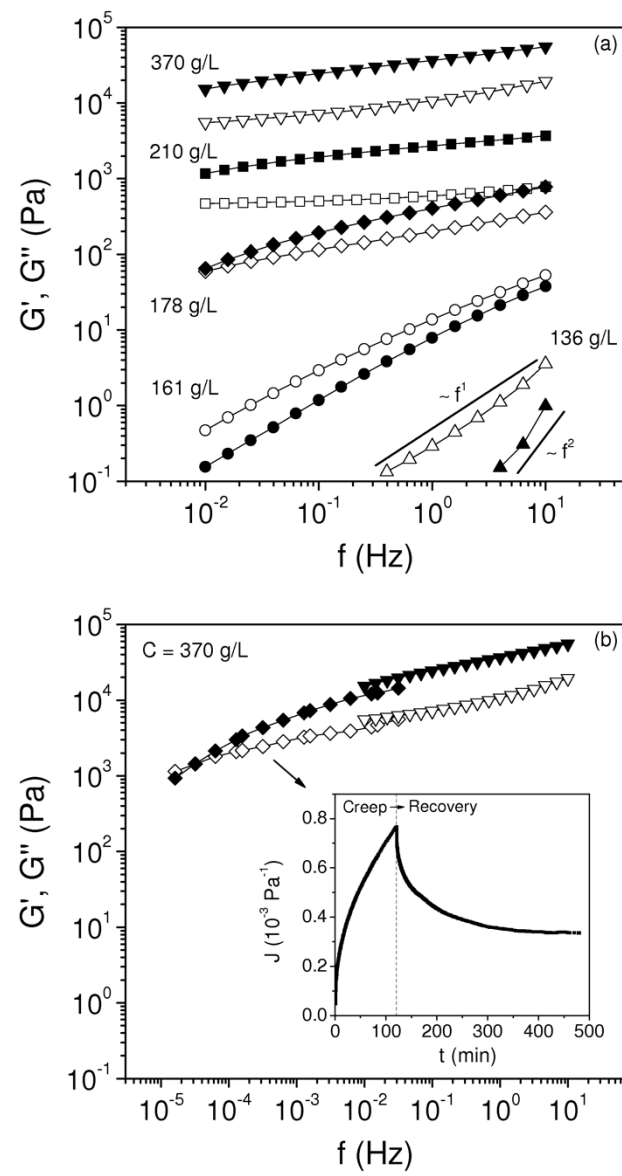 (a)
10^5
10^4
10^3
10^2
10^1
10^0
10^-1
G', G'' (Pa)
370 g/L
210 g/L
178 g/L
161 g/L
136 g/L
~ f^1
~ f^2
10^-2 10^-1 10^0 10^1
f (Hz)
(b)
C = 370 g/L
10^5
10^4
10^3
10^2
10^1
10^0
10^-1
G', G'' (Pa)
Creep → Recovery
0.8
0.6
0.4
0.2
0.0
J (10^-3 Pa^-1)
0 100 200 300 400 500
t (min)
10^-5 10^-4 10^-3 10^-2 10^-1 10^0 10^1
f (Hz)